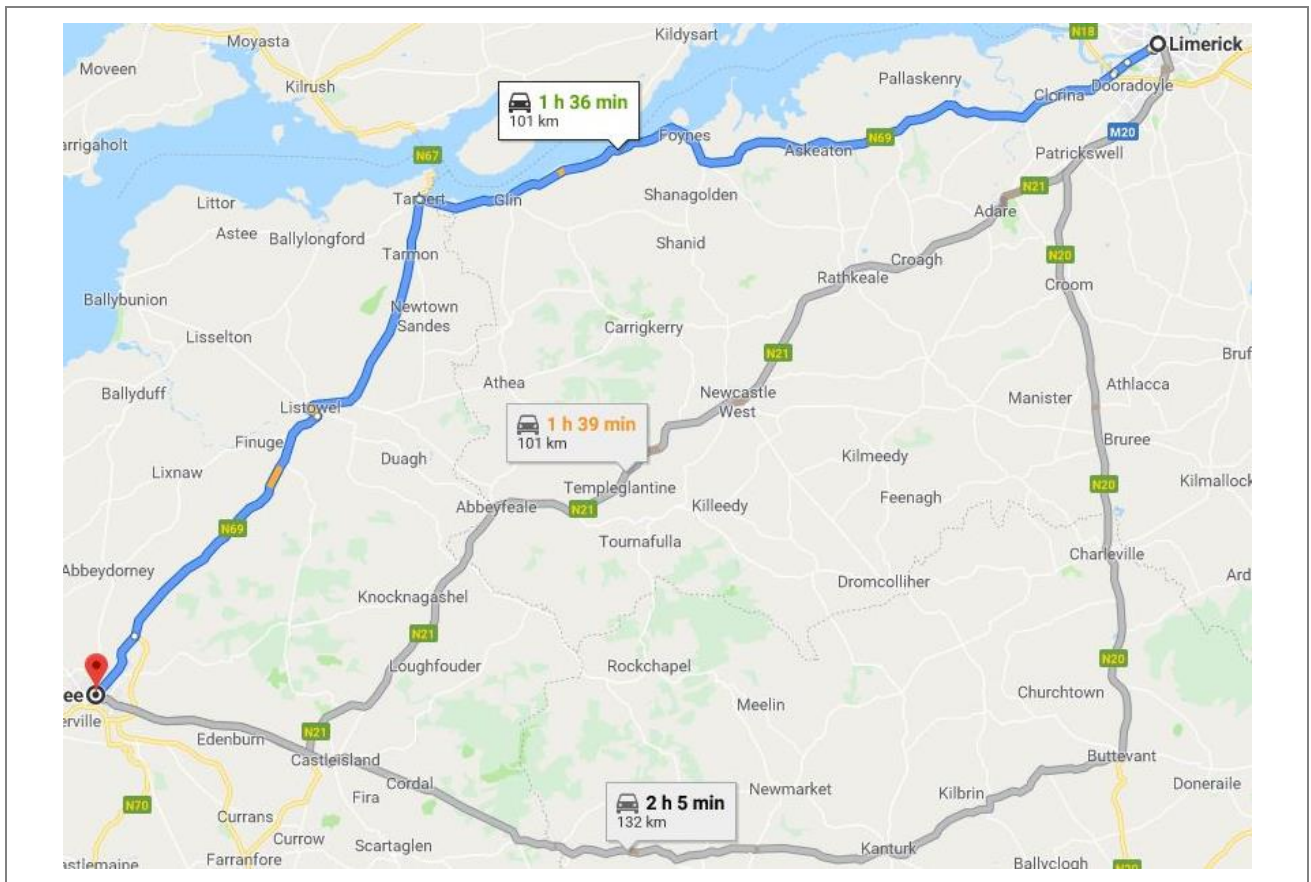 Kildysart
N18
Limerick
Moyasta
Moveen
Pallaskenry
Kilrush
Clorina
Dooradoyle
1 h 36 min
101 km
M20
Foynes
arrigaholt
N67
Askeaton
N69
Patrickswell
N21
Littor
Tarbert
Glin
Shanagolden
Adare
Astee
Ballylongford
Shanid
Tarmon
Croagh
N20
Rathkeale
Croom
Ballybunion
Newtown
Sandes
Carrigkerry
Lisselton
N21
Bruf
Athea
Athlacca
Ballyduff
Newcastle
West
Manister
Listowel
1 h 39 min
101 km
Finuge
Bruree
Duagh
Kilmeedy
Lixnaw
Templeglantine
Feenagh
N20
Kilmallock
Abbeyfeale
N21
Killeedy
N69
Tournafulla
Charleville
Abbeydorney
Dromcolliher
Ard
Knocknagashel
N21
Loughfouder
Rockchapel
N20
ee
Churchtown
Meelin
erville
N21
Edenburn
Castleisland
Buttevant
Cordal
Doneraile
Fira
2 h 5 min
132 km
Newmarket
Kilbrin
N70
Currans
Currow
Scartaglen
Kanturk
Farranfore
astlemaine
Ballyclogh
N20